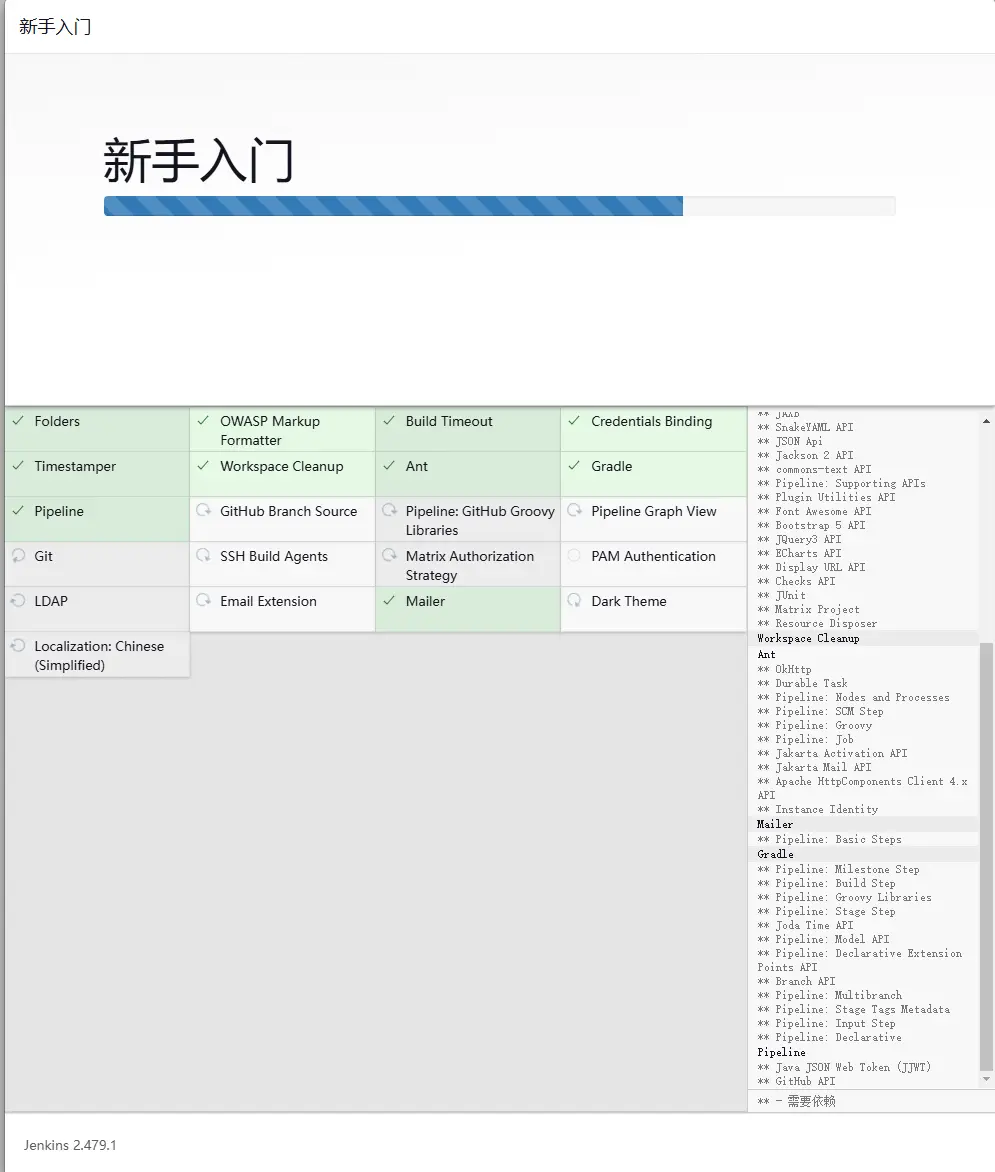 新手入门
新手入门
Folders
OWASP Markup
Formatter
Build Timeout
Credentials Binding
Timestamper
Workspace Cleanup
Ant
Gradle
Pipeline
GitHub Branch Source
Pipeline: GitHub Groovy
Libraries
Pipeline Graph View
Git
SSH Build Agents
Matrix Authorization
Strategy
PAM Authentication
LDAP
Email Extension
Mailer
Dark Theme
Localization: Chinese
(Simplified)
** JAXB
** SnakeYAML API
** JSON Api
** Jackson 2 API
** commons-text API
** Pipeline: Supporting APIs
** Plugin Utilities API
** Font Awesome API
** Bootstrap 5 API
** JQuery3 API
** ECharts API
** Display URL API
** Checks API
** JUnit
** Matrix Project
** Resource Disposer
Workspace Cleanup
Ant
** OkHttp
** Durable Task
** Pipeline: Nodes and Processes
** Pipeline: SCM Step
** Pipeline: Groovy
** Pipeline: Job
** Jakarta Activation API
** Jakarta Mail API
** Apache HttpComponents Client 4.x
API
** Instance Identity
Mailer
** Pipeline: Basic Steps
Gradle
** Pipeline: Milestone Step
** Pipeline: Build Step
** Pipeline: Groovy Libraries
** Pipeline: Stage Step
** Joda Time API
** Pipeline: Model API
** Pipeline: Declarative Extension
Points API
** Branch API
** Pipeline: Multibranch
** Pipeline: Stage Tags Metadata
** Pipeline: Input Step
** Pipeline: Declarative
Pipeline
** Java JSON Web Token (JJWT)
** GitHub API
** - 需要依赖
Jenkins 2.479.1